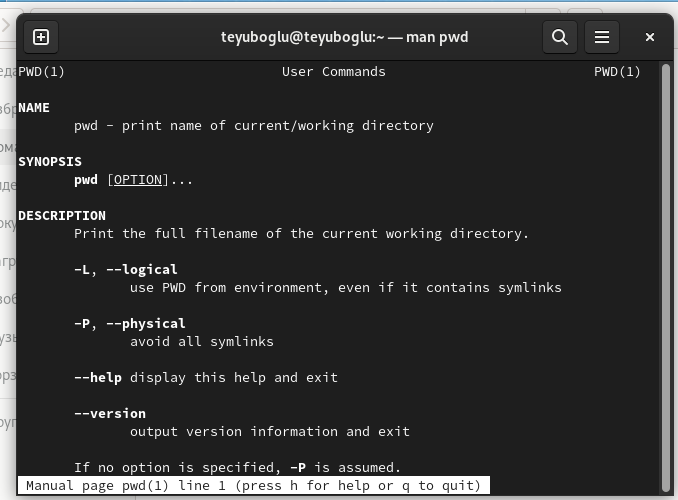 teyuboglu@teyuboglu:~ — man pwd
PWD(1) User Commands PWD(1)
NAME
pwd - print name of current/working directory
SYNOPSIS
pwd [OPTION]...
DESCRIPTION
Print the full filename of the current working directory.
-L, --logical
use PWD from environment, even if it contains symlinks
-P, --physical
avoid all symlinks
--help display this help and exit
--version
output version information and exit
If no option is specified, -P is assumed.
Manual page pwd(1) line 1 (press h for help or q to quit)